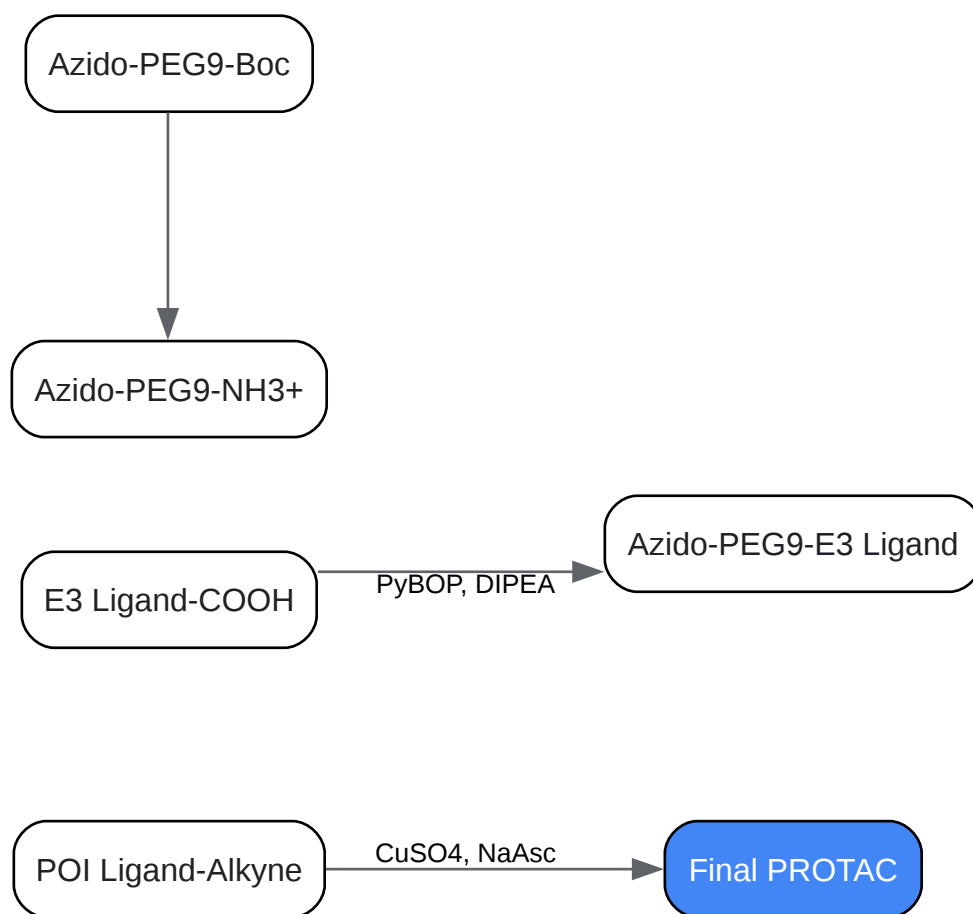 Azido-PEG9-Boc
Azido-PEG9-NH3+
Azido-PEG9-E3 Ligand
E3 Ligand-COOH
PyBOP, DIPEA
POI Ligand-Alkyne
CuSO4, NaAsc
Final PROTAC